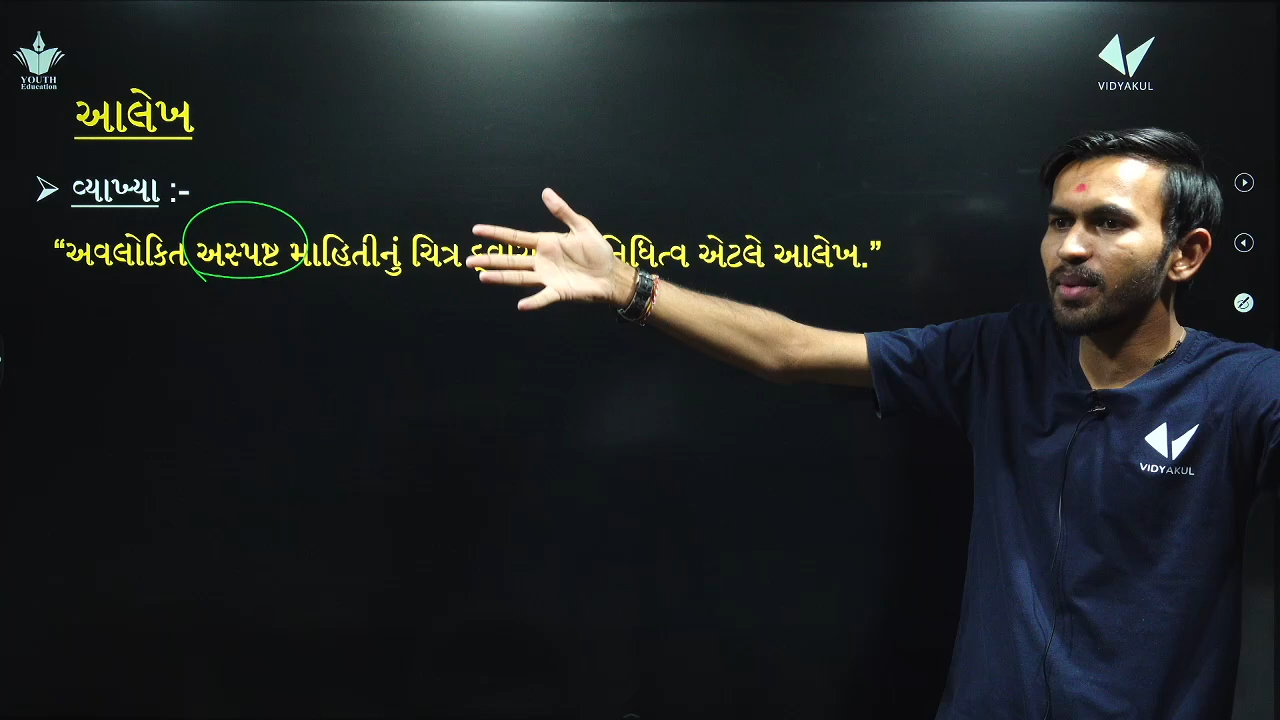 YOUTH
Education
VIDYAKUL
આલેખ
વ્યાખ્યા :-
“અવલોકિત અસ્પષ્ટ માહિતીનું ચિત્ર એટલે આલેખ.”
VIDYAKUL